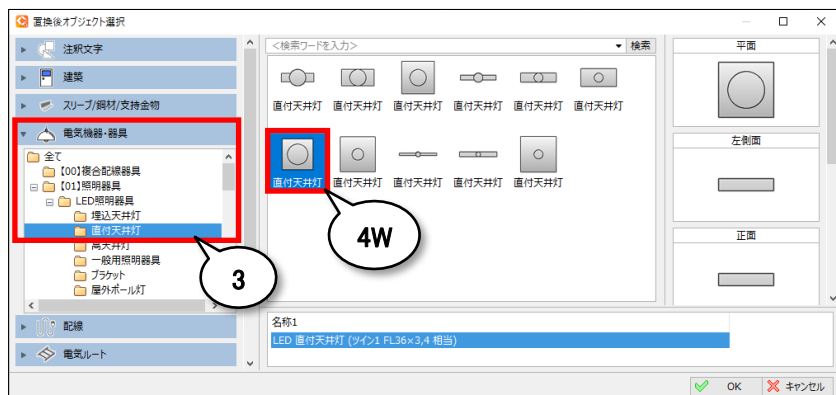 置換後オブジェクト選択
注釈文字
建築
スリーブ/鋼材/支持金物
電気機器・器具
全て
【00】複合配線器具
【01】照明器具
LED照明器具
埋込天井灯
直付天井灯
高天井灯
一般用照明器具
ブラケット
屋外ポール灯
配線
電気ルート
3
<検索ワードを入力>
検索
直付天井灯 直付天井灯 直付天井灯 直付天井灯 直付天井灯 直付天井灯
直付天井灯 直付天井灯 直付天井灯 直付天井灯 直付天井灯
4W
名称1
LED 直付天井灯 (ツイン1 FL36×3,4 相当)
平面
左側面
正面
OK
キャンセル